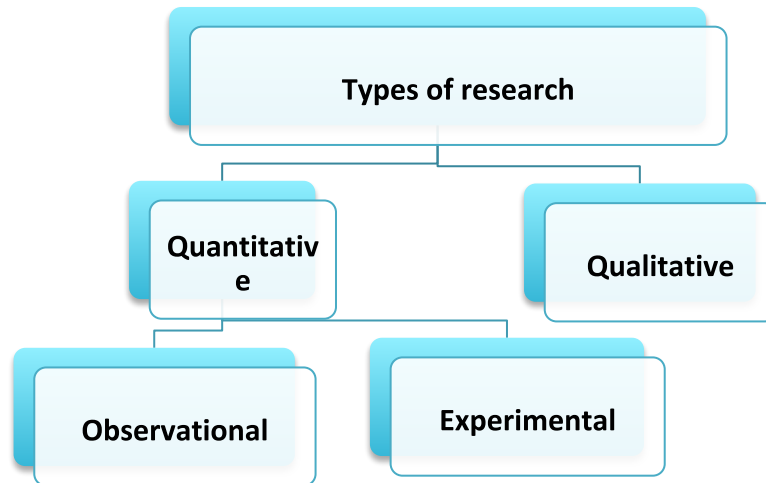 Types of research
Quantitativ
e
Qualitative
Observational
Experimental